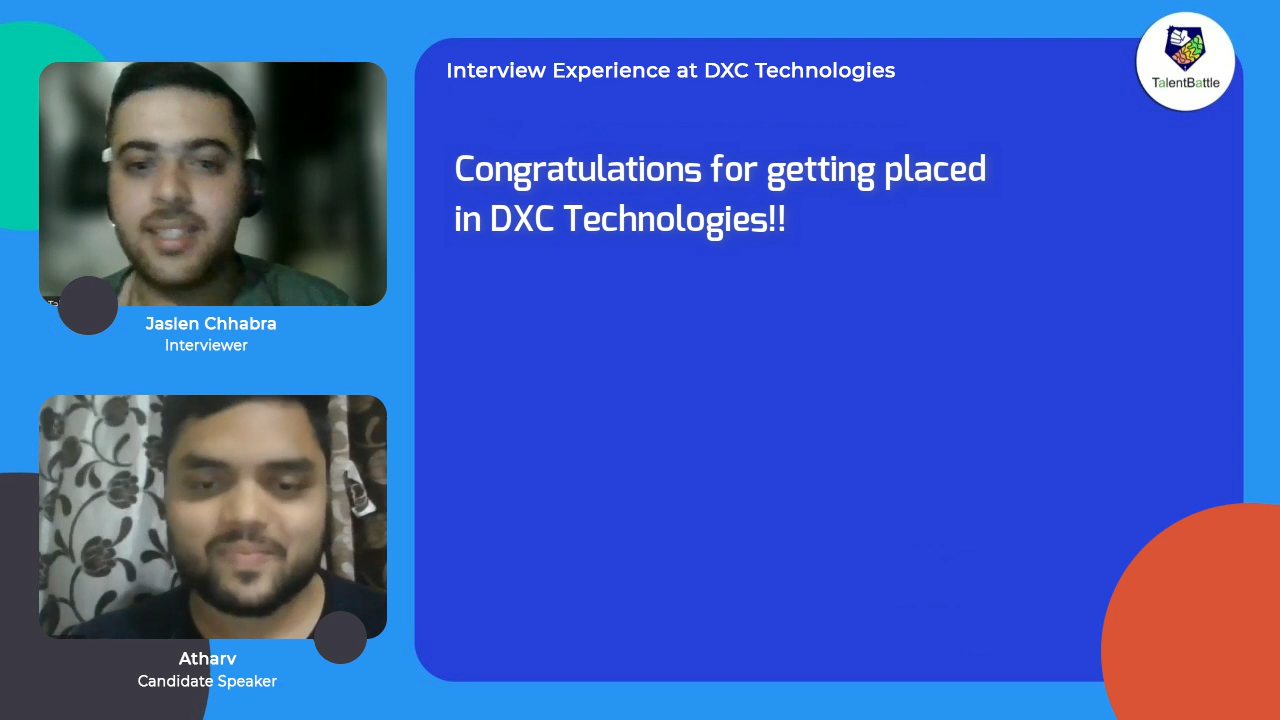 Interview Experience at DXC Technologies
TalentBattle
Congratulations for getting placed
in DXC Technologies!!
Jaslen Chhabra
Interviewer
Atharv
Candidate Speaker